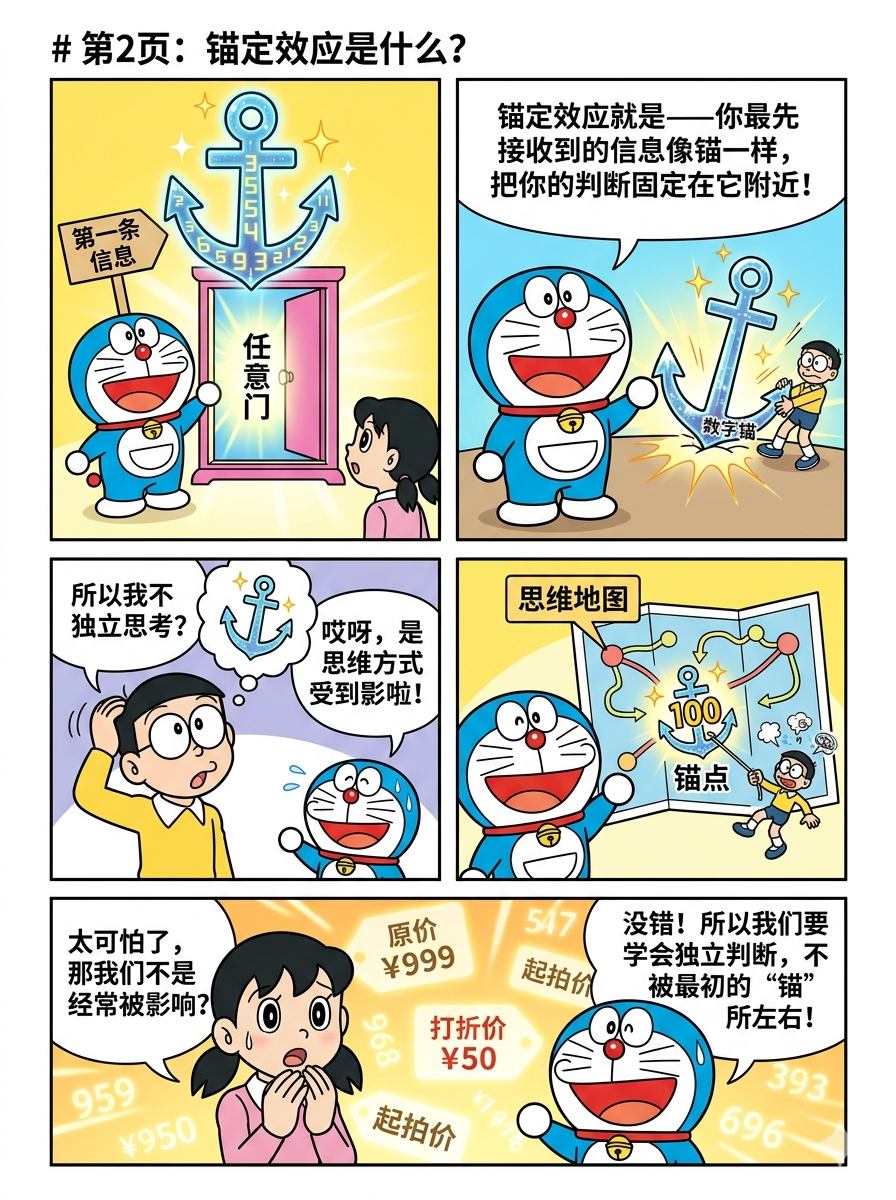 # 第2页：锚定效应是什么？
第一条
信息
任意门
锚定效应就是——你最先
接收到的信息像锚一样，
把你的判断固定在它附近！
数字锚
所以我不
独立思考？
哎呀，是
思维方式
受到影啦！
思维地图
100
锚点
太可怕了，
那我们不是
经常被影响？
原价
¥999
547
起拍价
968
打折价
¥50
959
¥950
起拍价
没错！所以我们要
学会独立判断，不
被最初的“锚”
所左右！
393
696